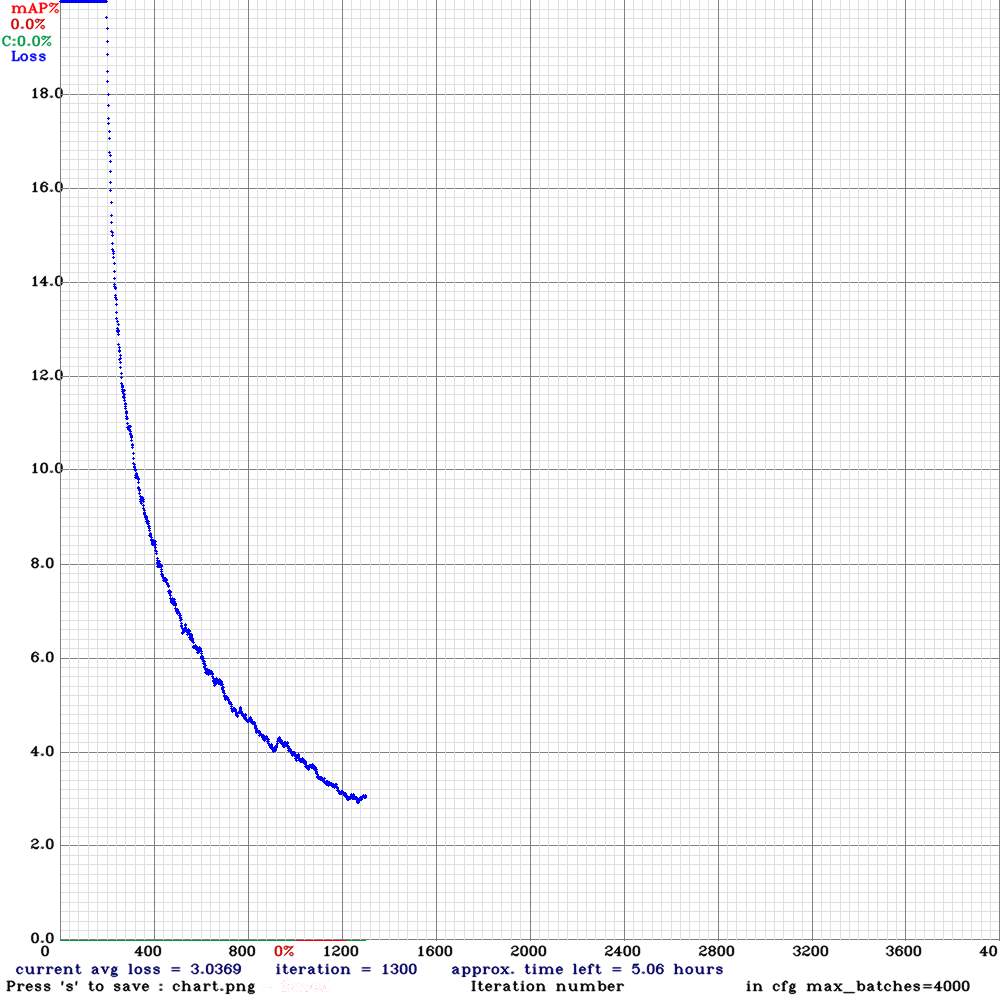 mAP%
0.0%
C:0.0%
Loss
18.0
16.0
14.0
12.0
10.0
8.0
6.0
4.0
2.0
0.0
0 400 800 0% 1200 1600 2000 2400 2800 3200 3600 40
current avg loss = 3.0369 iteration = 1300 approx. time left = 5.06 hours
Press 's' to save : chart.png Iteration number in cfg max_batches=4000